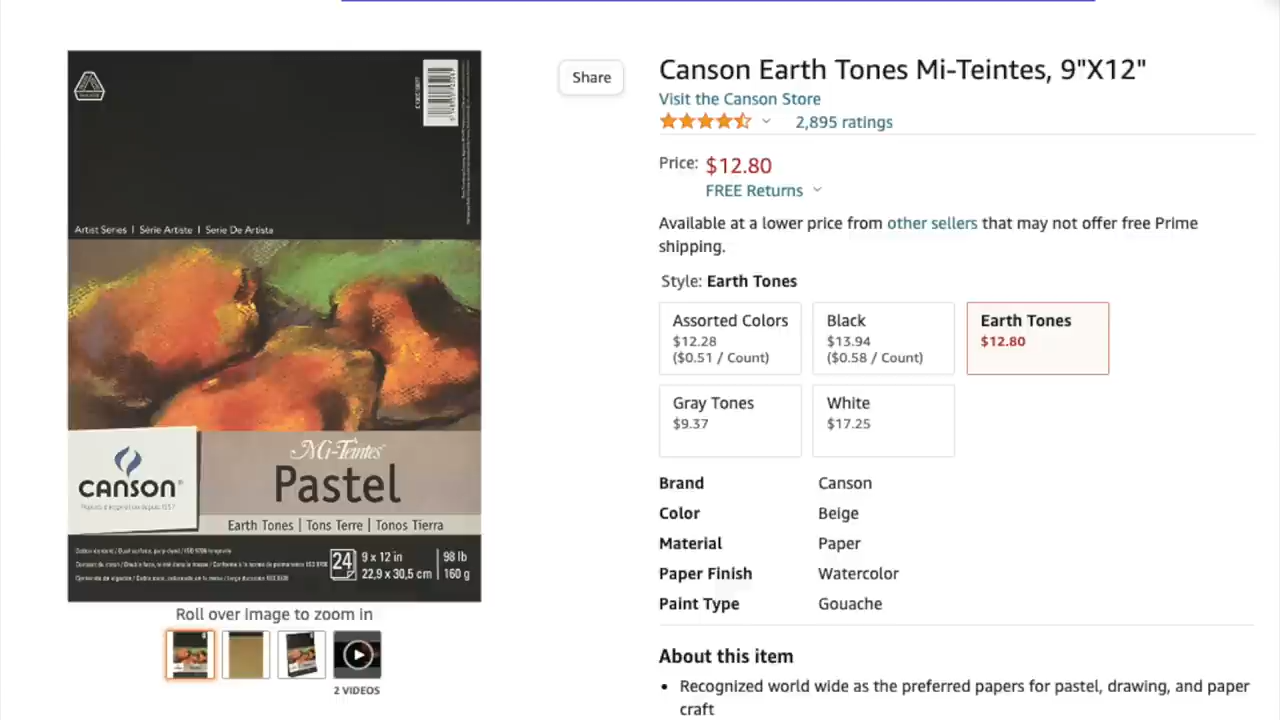 Canson Earth Tones Mi-Teintes, 9"X12"
Share
Visit the Canson Store
2,895 ratings
Price: $12.80
FREE Returns
Available at a lower price from other sellers that may not offer free Prime
shipping.
Style: Earth Tones
Assorted Colors
$12.28
($0.51 / Count)
Black
$13.94
($0.58 / Count)
Earth Tones
$12.80
Gray Tones
$9.37
White
$17.25
Brand Canson
Color Beige
Material Paper
Paper Finish Watercolor
Paint Type Gouache
About this item
• Recognized world wide as the preferred papers for pastel, drawing, and paper
craft
Artist Series | Série Artiste | Serie De Artista
CANSON
Mi-Teintes
Pastel
Earth Tones | Tons Terre | Tonos Tierra
24
9 x 12 in
22,9 x 30,5 cm
98 lb
160 g
Roll over image to zoom in
2 VIDEOS